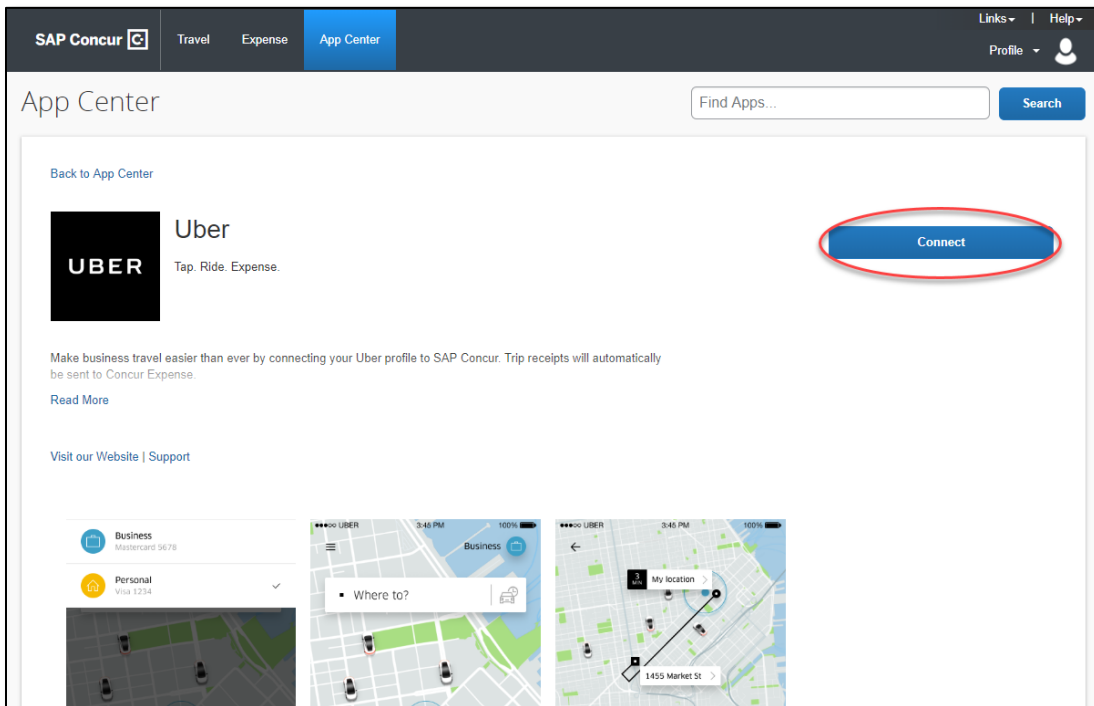 Links | Help
SAP Concur C Travel Expense App Center
Profile
App Center
Find Apps...
Search
Back to App Center
UBER
Uber
Tap. Ride. Expense.
Connect
Make business travel easier than ever by connecting your Uber profile to SAP Concur. Trip receipts will automatically
be sent to Concur Expense.
Read More
Visit our Website | Support
Business
Mastercard 5678
Personal
Visa 1234
UBER 3:46 PM 100%
Business
Where to?
UBER 3:46 PM 100%
3 MIN My location
1455 Market St